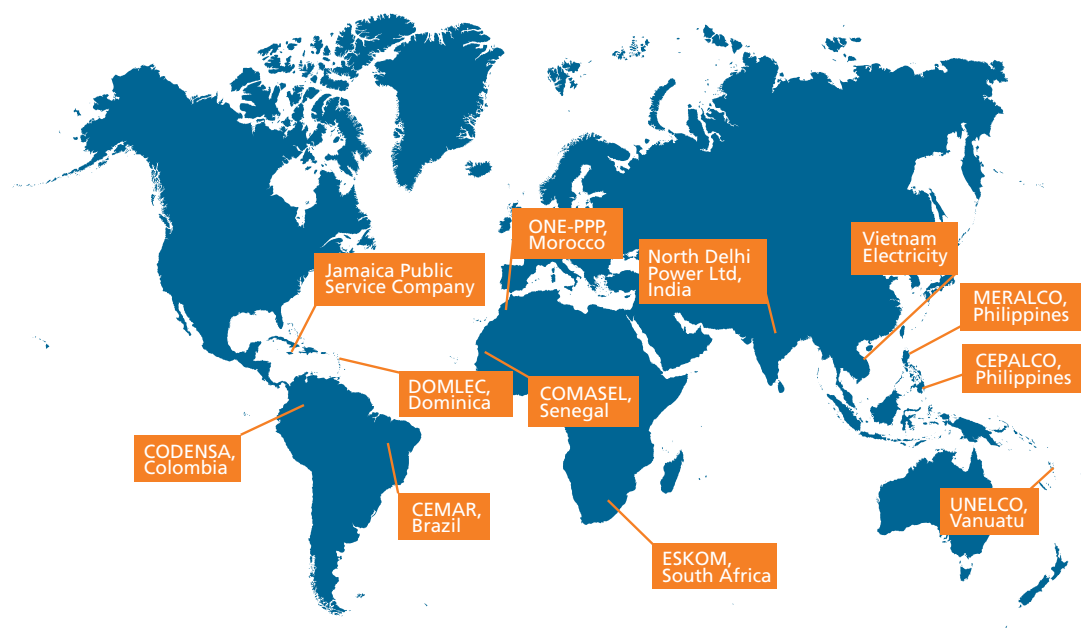 ONE-PPP,
Morocco
North Delhi
Power Ltd,
India
Vietnam
Electricity
Jamaica Public
Service Company
MERALCO,
Philippines
CEPALCO,
Philippines
DOMLEC,
Dominica
COMASEL,
Senegal
CODENSA,
Colombia
CEMAR,
Brazil
UNELCO,
Vanuatu
ESKOM,
South Africa